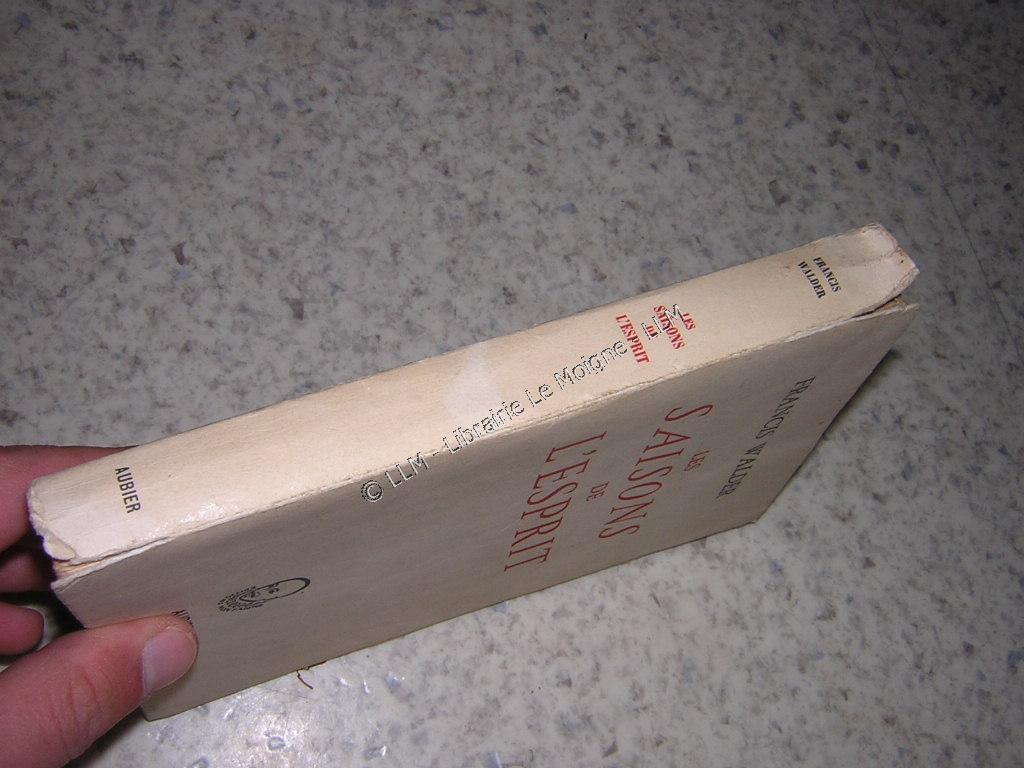 FRANCIS
WALDER
LES
SAISONS
DE
L'ESPRIT
AUBIER
FRANCIS WALDER
LES
SAISONS
DE
L'ESPRIT
© LLM - Librairie Le Moigne LLM